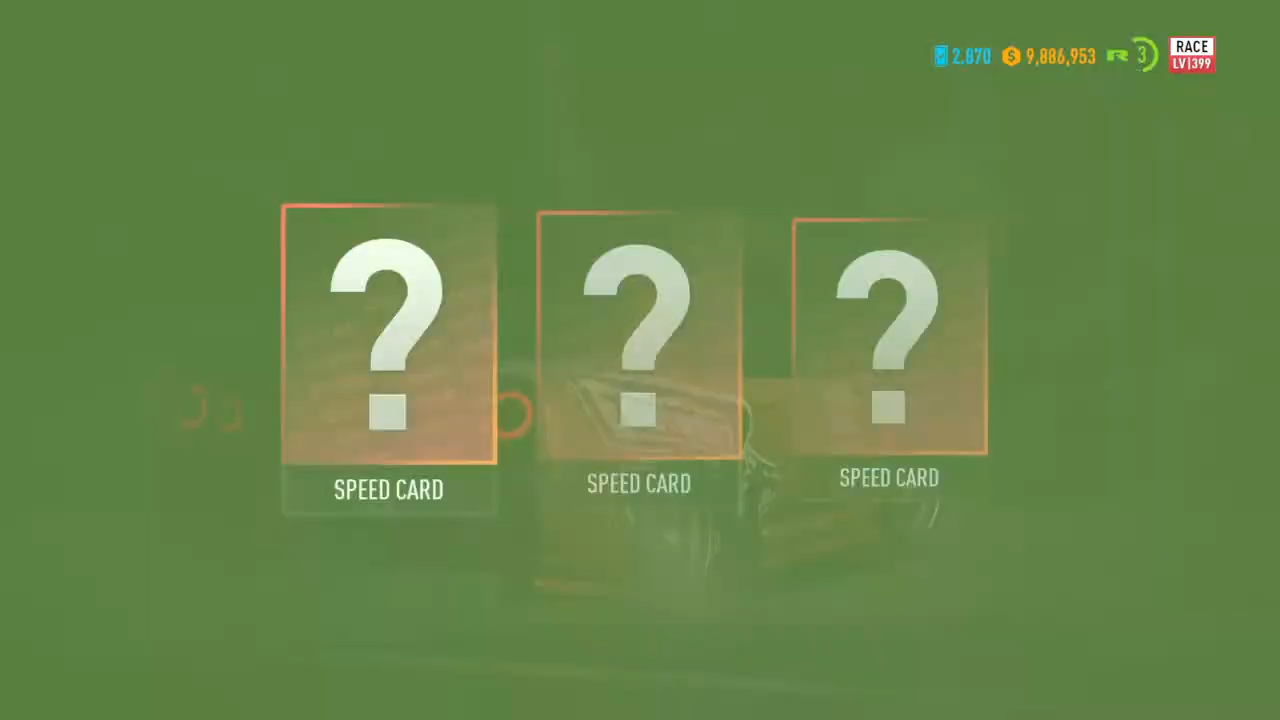 2,870 9,886,953 R 3 RACE
LV|399
? ? ?
SPEED CARD SPEED CARD SPEED CARD